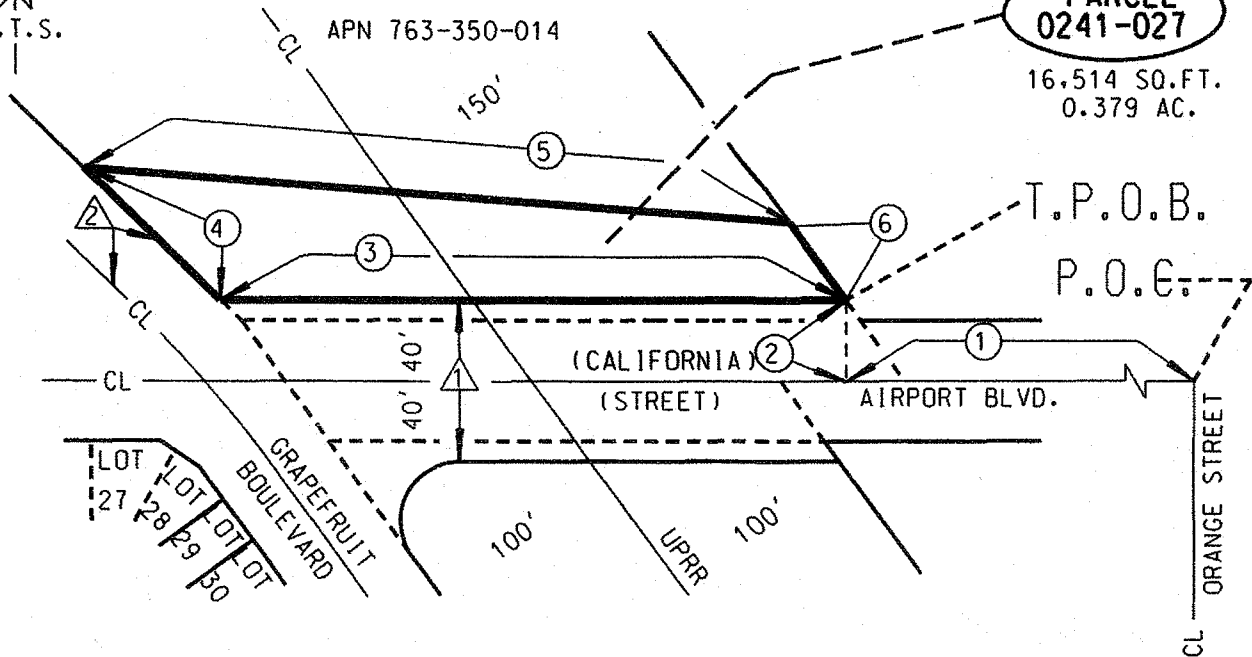 PARCEL
0241-027
16,514 SQ.FT.
0.379 AC.
N
.T.S.
APN 763-350-014
CL
150'
5
T.P.O.B.
2
4
6
3
P.O.C.
CL
1
40'
(CALIFORNIA)
2
1
CL
(STREET)
AIRPORT BLVD.
40'
ORANGE STREET
LOT
27
LOT
28
LOT
29
LOT
30
GRAPEFRUIT
BOULEVARD
100'
UPRR
100'
CL